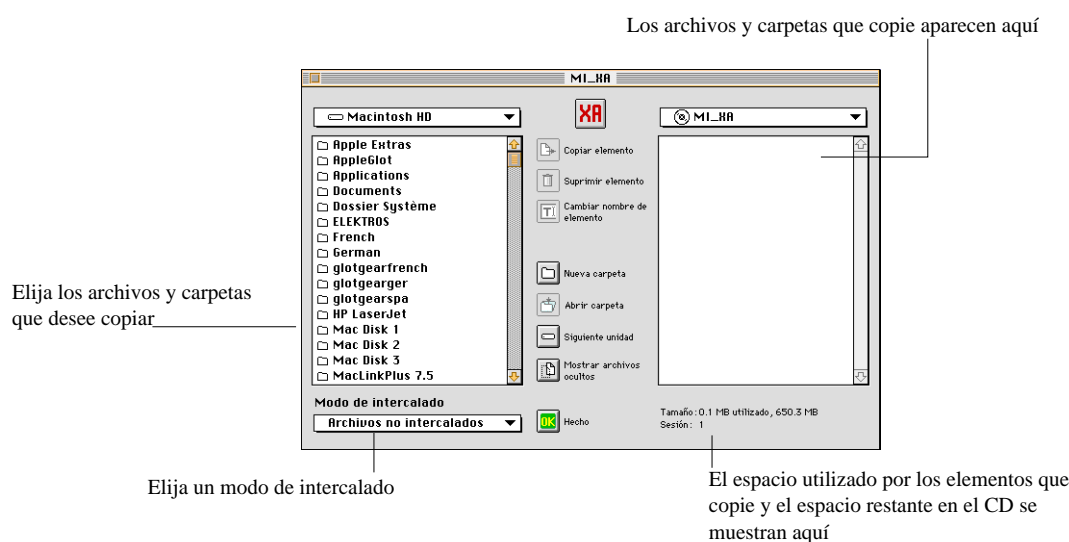 Los archivos y carpetas que copie aparecen aquí
MI_XA
Macintosh HD
XA
MI_XA
Apple Extras
AppleGlot
Applications
Documents
Dossier Système
ELEKTROS
French
German
glotgearfrench
glotgearger
glotgearspa
HP LaserJet
Mac Disk 1
Mac Disk 2
Mac Disk 3
MacLinkPlus 7.5
Copiar elemento
Suprimir elemento
Cambiar nombre de
elemento
Nueva carpeta
Abrir carpeta
Siguiente unidad
Mostrar archivos
ocultos
Elija los archivos y carpetas
que desee copiar
Modo de intercalado
Archivos no intercalados
OK
Hecho
Tamaño: 0.1 MB utilizado, 650.3 MB
Sesión: 1
Elija un modo de intercalado
El espacio utilizado por los elementos que
copie y el espacio restante en el CD se
muestran aquí